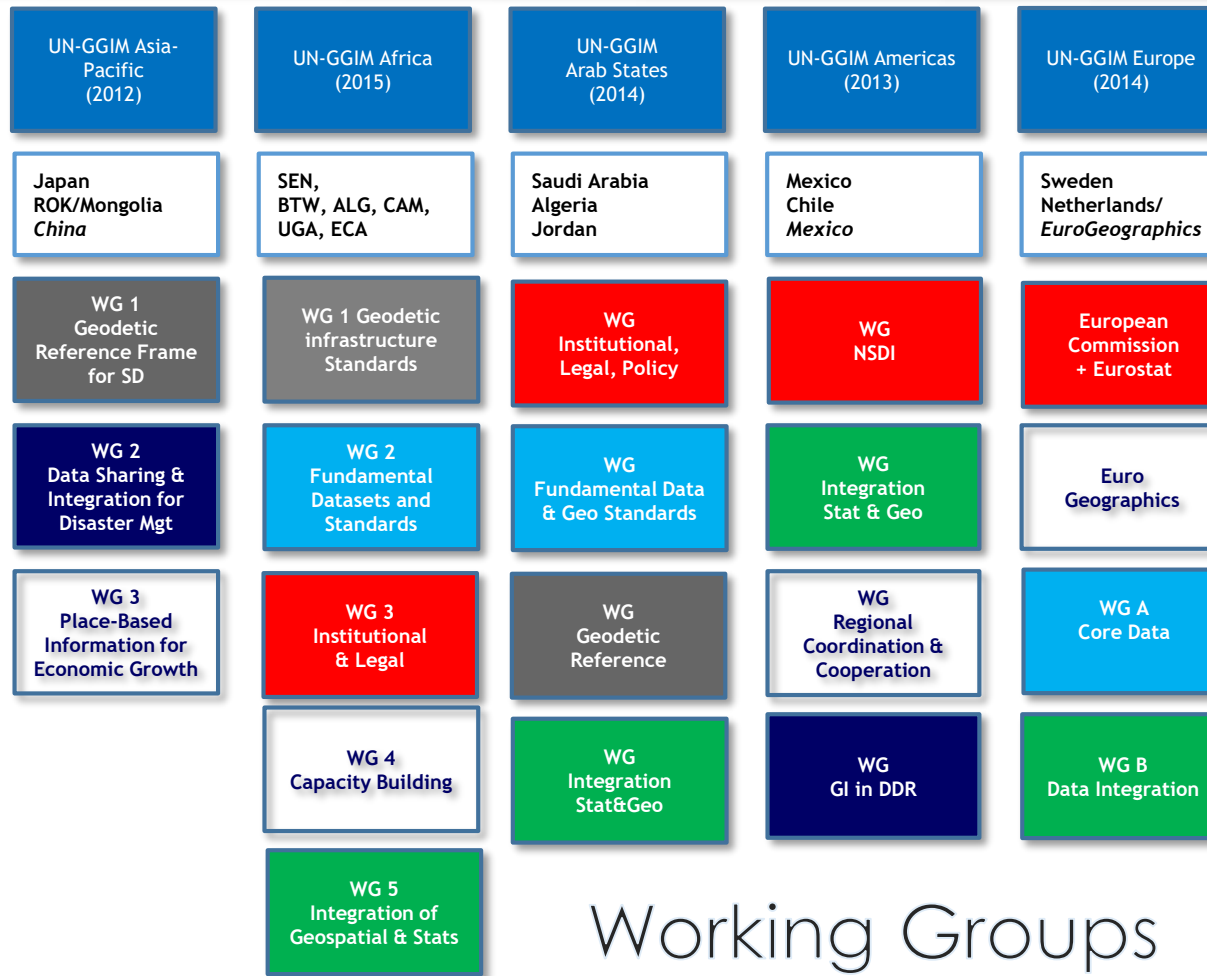 UN-GGIM Asia-
Pacific
(2012)
UN-GGIM Africa
(2015)
UN-GGIM
Arab States
(2014)
UN-GGIM Americas
(2013)
UN-GGIM Europe
(2014)
Japan
ROK/Mongolia
China
SEN,
BTW, ALG, CAM,
UGA, ECA
Saudi Arabia
Algeria
Jordan
Mexico
Chile
Mexico
Sweden
Netherlands/
EuroGeographics
WG 1
Geodetic
Reference Frame
for SD
WG 1 Geodetic
infrastructure
Standards
WG
Institutional,
Legal, Policy
WG
NSDI
European
Commission
+ Eurostat
WG 2
Data Sharing &
Integration for
Disaster Mgt
WG 2
Fundamental
Datasets and
Standards
WG
Fundamental Data
& Geo Standards
WG
Integration
Stat & Geo
Euro
Geographics
WG 3
Place-Based
Information for
Economic Growth
WG 3
Institutional
& Legal
WG
Geodetic
Reference
WG
Regional
Coordination &
Cooperation
WG A
Core Data
WG 4
Capacity Building
WG
Integration
Stat&Geo
WG
GI in DDR
WG B
Data Integration
WG 5
Integration of
Geospatial & Stats
Working Groups